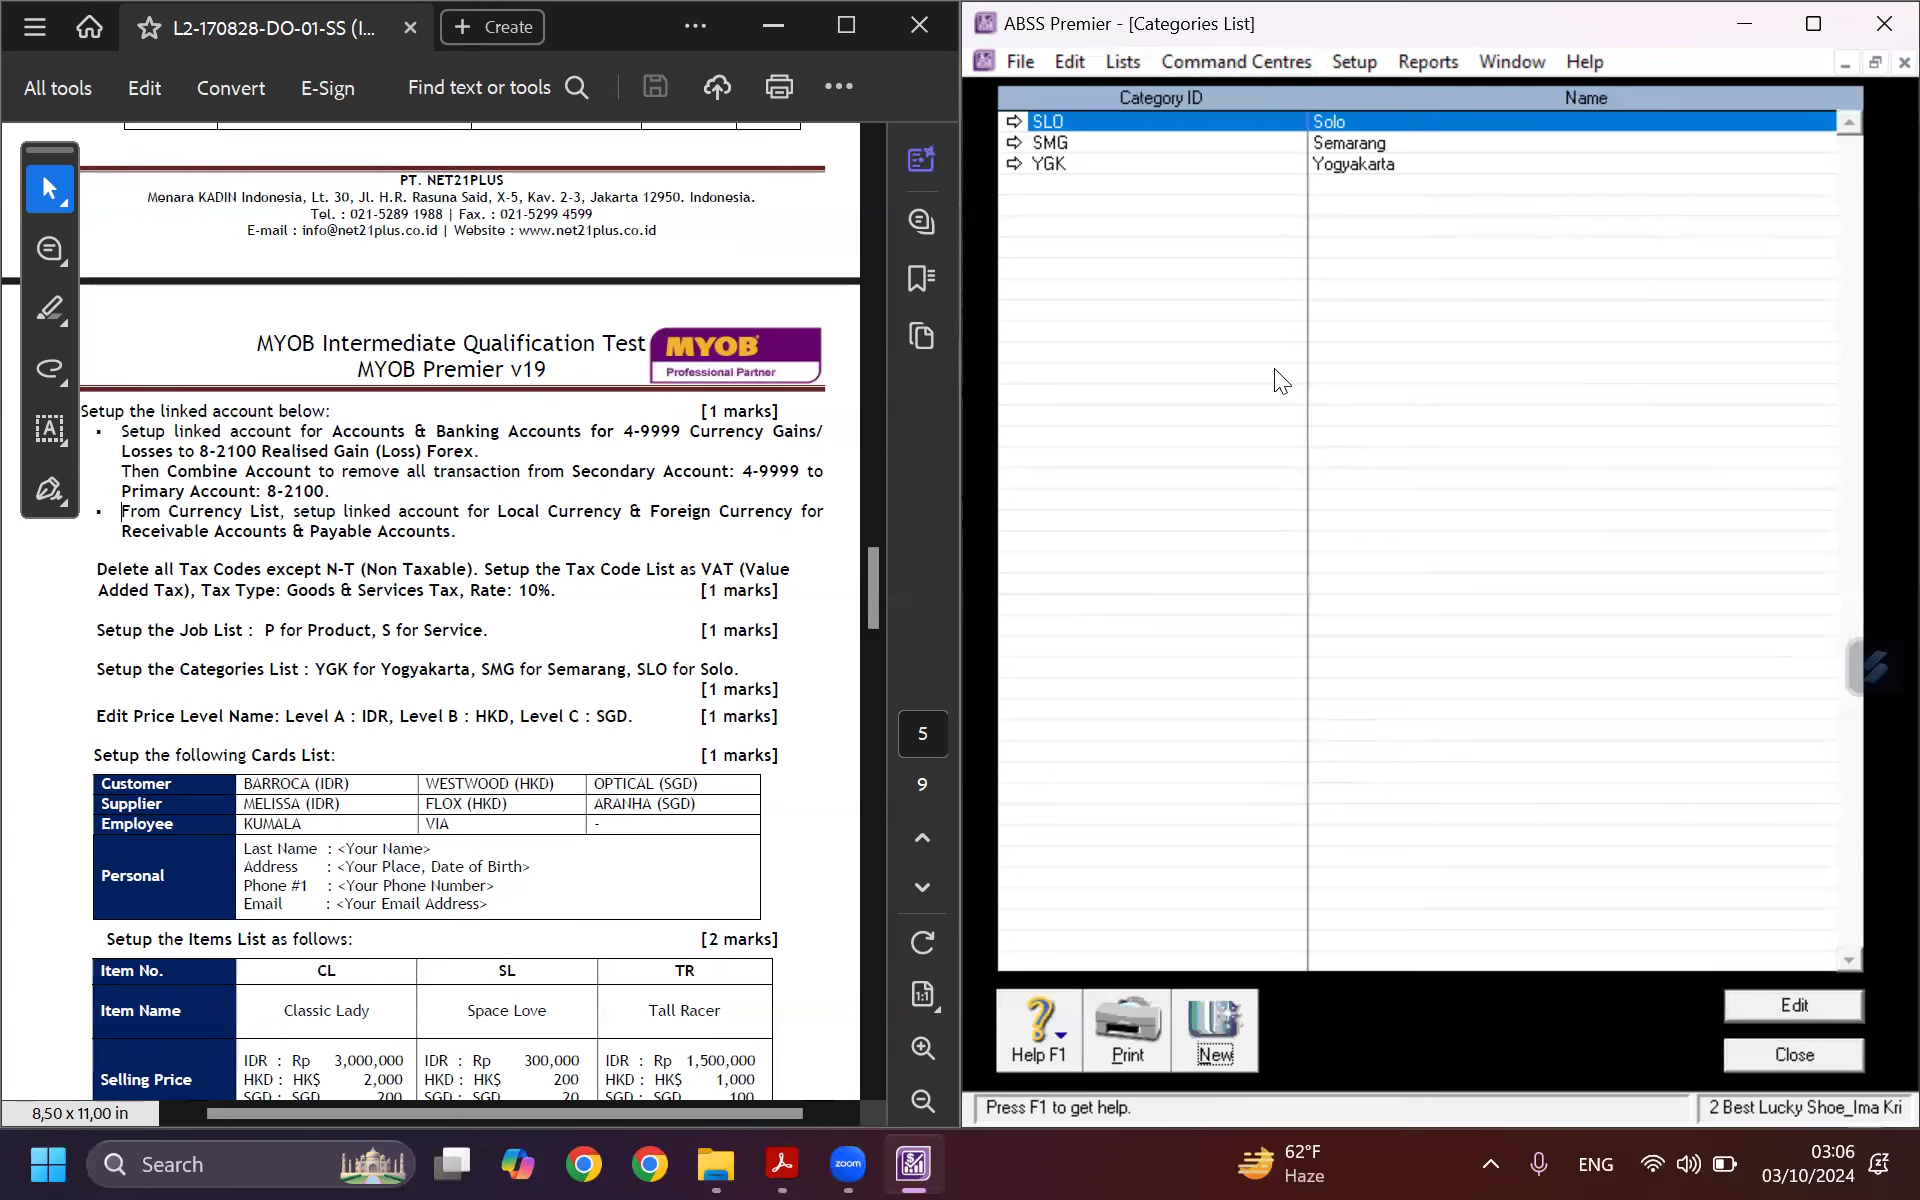 L2-170828-DO-01-SS (I...
Create
All tools
Edit
Convert
E-Sign
Find text or tools
PT. NET21PLUS
Menara KADIN Indonesia, Lt. 30, Jl. H.R. Rasuna Said, X-5, Kav. 2-3, Jakarta 12950. Indonesia.
Tel. : 021-5289 1988 | Fax. : 021-5299 4599
E-mail : info@net21plus.co.id | Website : www.net21plus.co.id
MYOB Intermediate Qualification Test
MYOB Premier v19
MYOB
Professional Partner
Setup the linked account below: [1 marks]
▪ Setup linked account for Accounts & Banking Accounts for 4-9999 Currency Gains/
Losses to 8-2100 Realised Gain (Loss) Forex.
Then Combine Account to remove all transaction from Secondary Account: 4-9999 to
Primary Account: 8-2100.
▪ From Currency List, setup linked account for Local Currency & Foreign Currency for
Receivable Accounts & Payable Accounts.
Delete all Tax Codes except N-T (Non Taxable). Setup the Tax Code List as VAT (Value
Added Tax), Tax Type: Goods & Services Tax, Rate: 10%. [1 marks]
Setup the Job List : P for Product, S for Service. [1 marks]
Setup the Categories List : YGK for Yogyakarta, SMG for Semarang, SLO for Solo.
[1 marks]
Edit Price Level Name: Level A : IDR, Level B : HKD, Level C : SGD. [1 marks]
Setup the following Cards List: [1 marks]
Customer BARROCA (IDR) WESTWOOD (HKD) OPTICAL (SGD)
Supplier MELISSA (IDR) FLOX (HKD) ARANHA (SGD)
Employee KUMALA VIA -
Personal
Last Name : <Your Name>
Address : <Your Place, Date of Birth>
Phone #1 : <Your Phone Number>
Email : <Your Email Address>
Setup the Items List as follows: [2 marks]
Item No. CL SL TR
Item Name Classic Lady Space Love Tall Racer
Selling Price
IDR : Rp 3,000,000 IDR : Rp 300,000 IDR : Rp 1,500,000
HKD : HK$ 2,000 HKD : HK$ 200 HKD : HK$ 1,000
SGD : SGD 200 SGD : SGD 20 SGD : SGD 100
8,50 x 11,00 in
5
9
1:1
ABSS Premier - [Categories List]
File Edit Lists Command Centres Setup Reports Window Help
Category ID Name
SLO Solo
SMG Semarang
YGK Yogyakarta
Help F1
Print
New
Edit
Close
Press F1 to get help.
2 Best Lucky Shoe_Ima Kri
Search
zoom
62°F
Haze
ENG
03:06
03/10/2024